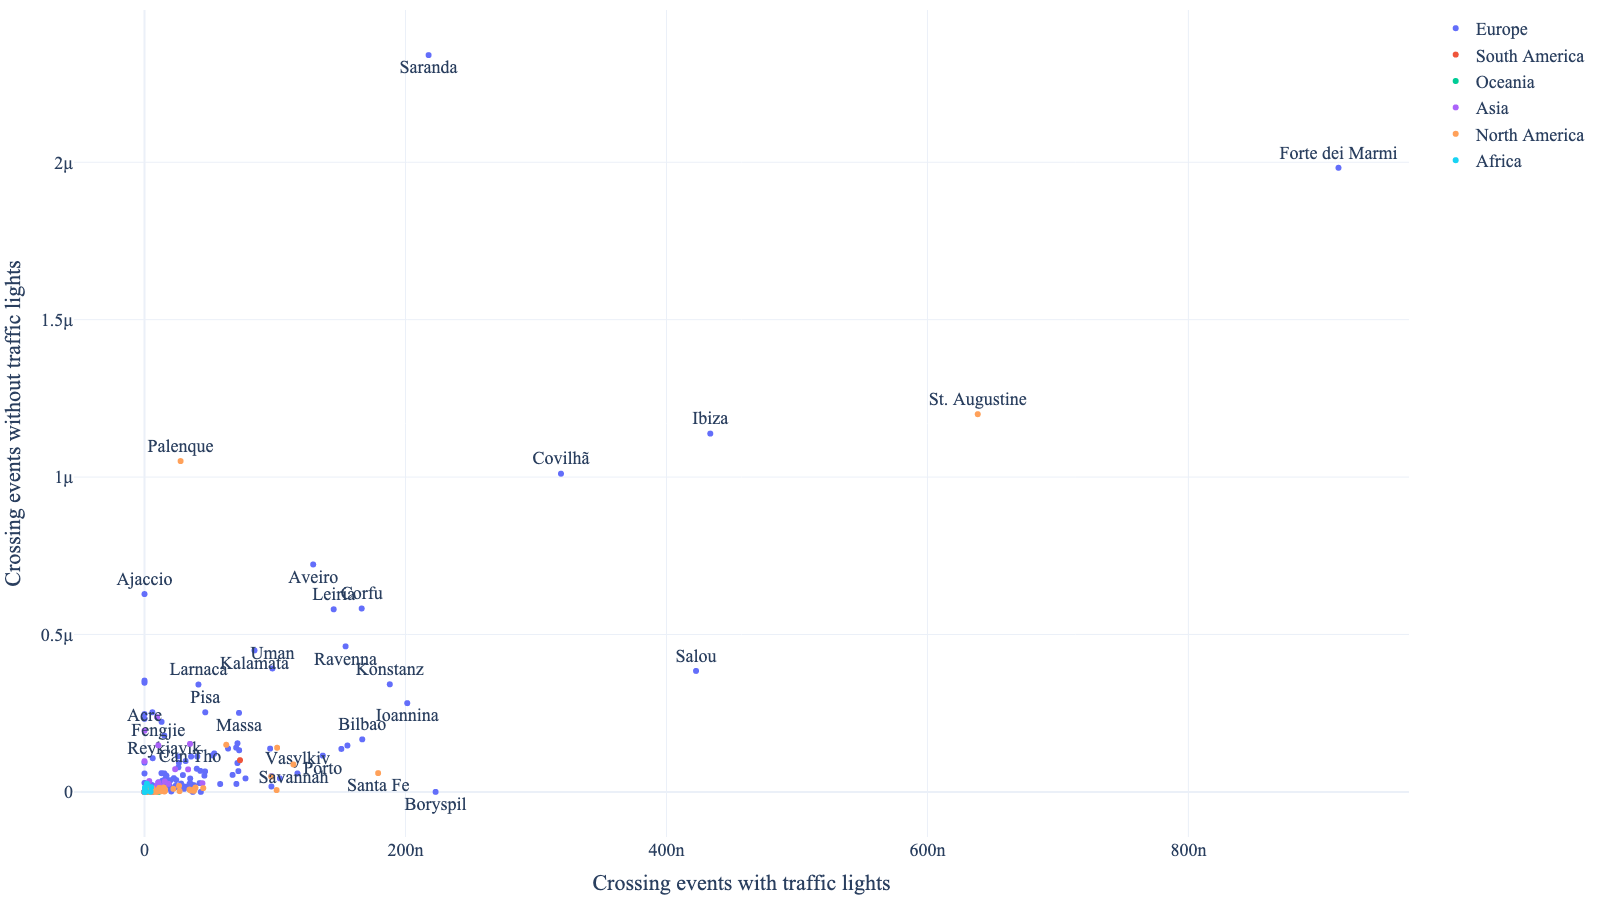 Europe
South America
Oceania
Asia
North America
Africa
Saranda
Forte dei Marmi
2μ
1.5μ
St. Augustine
Ibiza
Palenque
Covilhã
1μ
Aveiro
Ajaccio
Leiria
Corfu
0.5μ
Uman
Kalamata
Ravenna
Salou
Larnaca
Konstanz
Pisa
Acre
Ioannina
Massa
Bilbao
Fengjie
Reykjavik
Can Tho
Vasylkiv
Porto
Savannah
Santa Fe
Boryspil
0
0
200n
400n
600n
800n
Crossing events with traffic lights
Crossing events without traffic lights